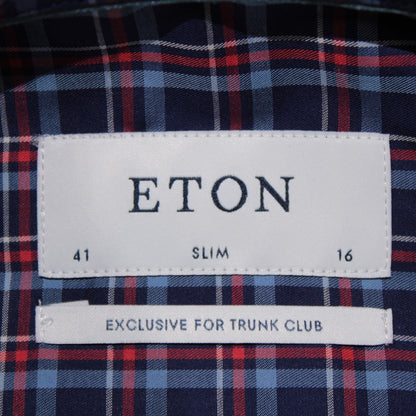 ETON
41 SLIM 16
EXCLUSIVE FOR TRUNK CLUB